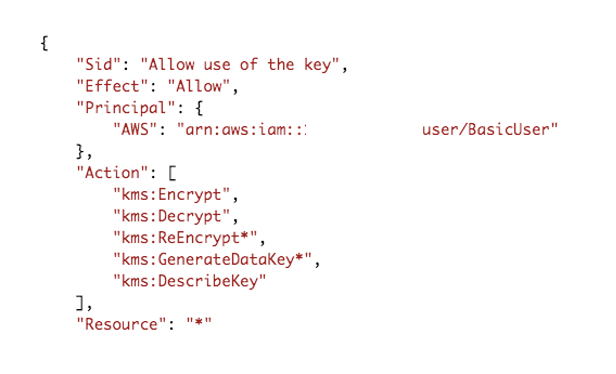 {
"Sid": "Allow use of the key",
"Effect": "Allow",
"Principal": {
"AWS": "arn:aws:iam:: user/BasicUser"
},
"Action": [
"kms:Encrypt",
"kms:Decrypt",
"kms:ReEncrypt*",
"kms:GenerateDataKey*",
"kms:DescribeKey"
],
"Resource": "*"